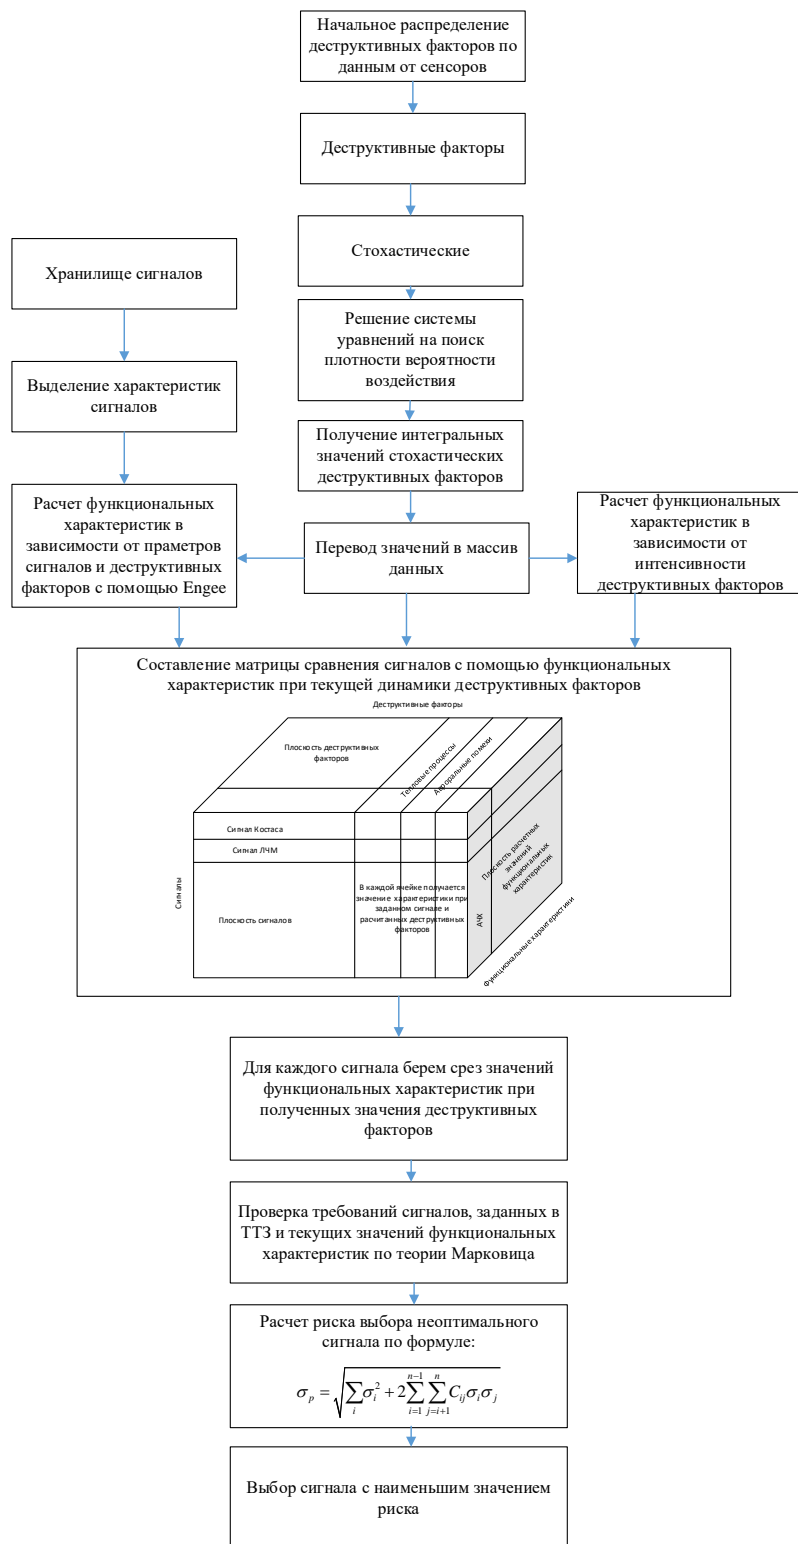 Начальное распределение
деструктивных факторов по
данным от сенсоров
Деструктивные факторы
Стохастические
Хранилище сигналов
Решение системы
уравнений на поиск
плотности вероятности
воздействия
Выделение характеристик
сигналов
Получение интегральных
значений стохастических
деструктивных факторов
Расчет функциональных
характеристик в
зависимости от праметров
сигналов и деструктивных
факторов с помощью Engee
Перевод значений в массив
данных
Расчет функциональных
характеристик в
зависимости от
интенсивности
деструктивных факторов
Составление матрицы сравнения сигналов с помощью функциональных
характеристик при текущей динамики деструктивных факторов
Деструктивные факторы
Плоскость деструктивных
факторов
Тепловые процессы
Авроральные помехи
Сигнал Костаса
Сигнал ЛЧМ
Сигналы
Плоскость сигналов
В каждой ячейке получается
значение характеристики при
заданном сигнале и
расчитанных деструктивных
факторов
АЧХ
Плоскость расчетных
значений
функциональных
характеристик
Функциональные характеристики
Для каждого сигнала берем срез значений
функциональных характеристик при
полученных значения деструктивных
факторов
Проверка требований сигналов, заданных в
ТТЗ и текущих значений функциональных
характеристик по теории Марковица
Расчет риска выбора неоптимального
сигнала по формуле:
σ_p = √(∑_i σ_i^2 + 2 ∑_{i=1}^{n-1} ∑_{j=i+1}^{n} C_{ij} σ_i σ_j)
Выбор сигнала с наименьшим значением
риска